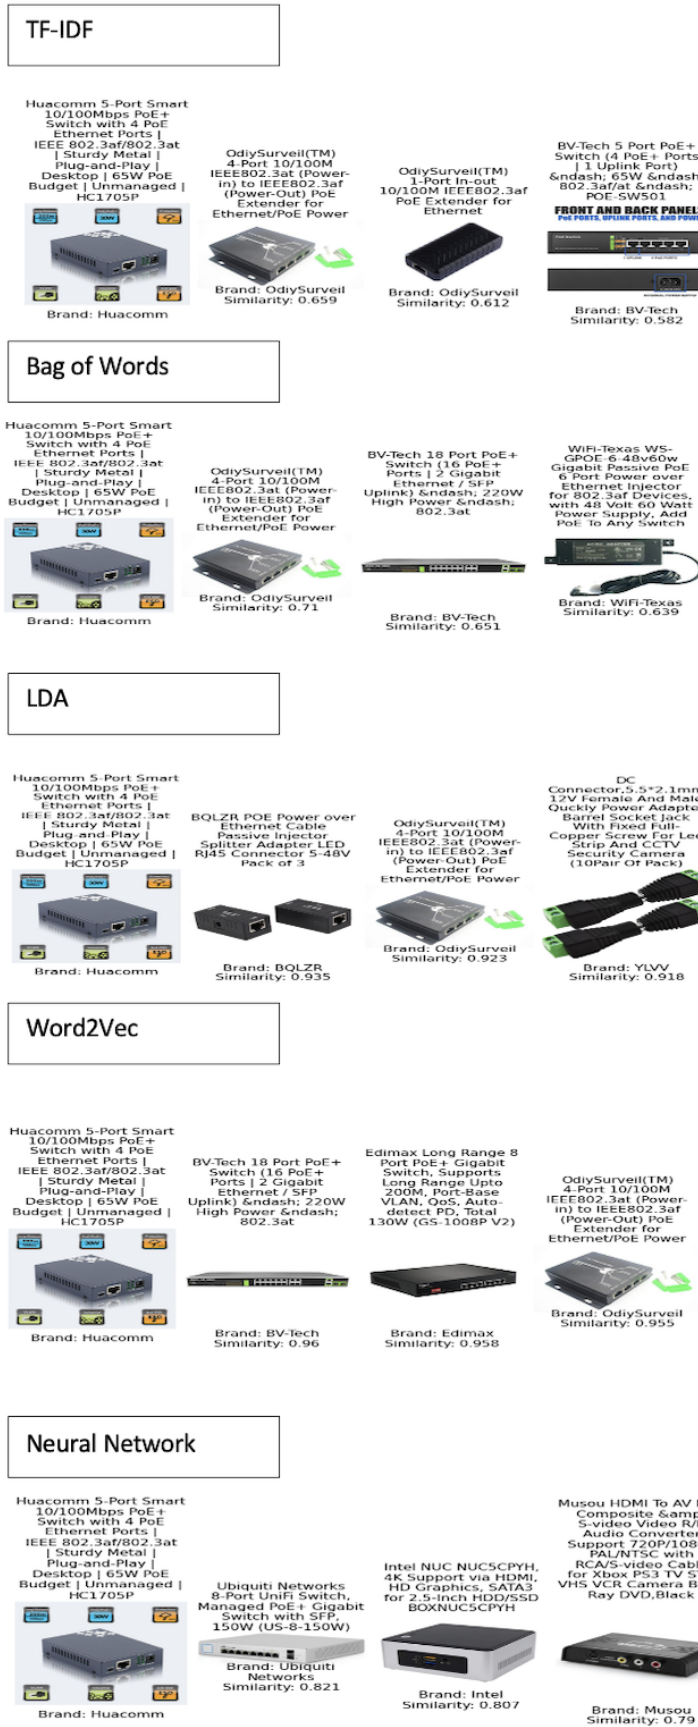 TF-IDF
Huacomm 5-Port Smart
10/100Mbps PoE+
Switch with 4 PoE
Ethernet Ports |
IEEE 802.3af/802.3at
| Sturdy Metal |
Plug-and-Play |
Desktop | 65W PoE
Budget | Unmanaged |
HC1705P
Brand: Huacomm
OdiySurveil(TM)
4-Port 10/100M
IEEE802.3at (Power-
in) to IEEE802.3af
(Power-Out) PoE
Extender for
Ethernet/PoE Power
Brand: OdiySurveil
Similarity: 0.659
OdiySurveil(TM)
1-Port In-out
10/100M IEEE802.3af
PoE Extender for
Ethernet
Brand: OdiySurveil
Similarity: 0.612
BV-Tech 5 Port PoE+
Switch (4 PoE+ Ports
| 1 Uplink Port)
&ndash; 65W &ndash
802.3af/at &ndash;
POE-SW501
FRONT AND BACK PANELS
PoE PORTS, UPLINK PORTS, AND POWE
Brand: BV-Tech
Similarity: 0.582
Bag of Words
Huacomm 5-Port Smart
10/100Mbps PoE+
Switch with 4 PoE
Ethernet Ports |
IEEE 802.3af/802.3at
| Sturdy Metal |
Plug-and-Play |
Desktop | 65W PoE
Budget | Unmanaged |
HC1705P
Brand: Huacomm
OdiySurveil(TM)
4-Port 10/100M
IEEE802.3at (Power-
in) to IEEE802.3af
(Power-Out) PoE
Extender for
Ethernet/PoE Power
Brand: OdiySurveil
Similarity: 0.71
BV-Tech 18 Port PoE+
Switch (16 PoE+
Ports | 2 Gigabit
Ethernet / SFP
Uplink) &ndash; 220W
High Power &ndash;
802.3at
Brand: BV-Tech
Similarity: 0.651
WiFi-Texas WS-
GPOE-6-48v60w
Gigabit Passive PoE
6 Port Power over
Ethernet Injector
for 802.3af Devices,
with 48 Volt 60 Watt
Power Supply, Add
PoE To Any Switch
Brand: WiFi-Texas
Similarity: 0.639
LDA
Huacomm 5-Port Smart
10/100Mbps PoE+
Switch with 4 PoE
Ethernet Ports |
IEEE 802.3af/802.3at
| Sturdy Metal |
Plug-and-Play |
Desktop | 65W PoE
Budget | Unmanaged |
HC1705P
Brand: Huacomm
BQLZR POE Power over
Ethernet Cable
Passive Injector
Splitter Adapter LED
RJ45 Connector 5-48V
Pack of 3
Brand: BQLZR
Similarity: 0.935
OdiySurveil(TM)
4-Port 10/100M
IEEE802.3at (Power-
in) to IEEE802.3af
(Power-Out) PoE
Extender for
Ethernet/PoE Power
Brand: OdiySurveil
Similarity: 0.923
DC
Connector,5.5*2.1mm
12V Female And Male
Quckly Power Adapte
Barrel Socket Jack
With Fixed Full-
Copper Screw For Led
Strip And CCTV
Security Camera
(10Pair Of Pack)
Brand: YLVV
Similarity: 0.918
Word2Vec
Huacomm 5-Port Smart
10/100Mbps PoE+
Switch with 4 PoE
Ethernet Ports |
IEEE 802.3af/802.3at
| Sturdy Metal |
Plug-and-Play |
Desktop | 65W PoE
Budget | Unmanaged |
HC1705P
Brand: Huacomm
BV-Tech 18 Port PoE+
Switch (16 PoE+
Ports | 2 Gigabit
Ethernet / SFP
Uplink) &ndash; 220W
High Power &ndash;
802.3at
Brand: BV-Tech
Similarity: 0.96
Edimax Long Range 8
Port PoE+ Gigabit
Switch, Supports
Long Range Upto
200M, Port-Base
VLAN, QoS, Auto-
detect PD, Total
130W (GS-1008P V2)
Brand: Edimax
Similarity: 0.958
OdiySurveil(TM)
4-Port 10/100M
IEEE802.3at (Power-
in) to IEEE802.3af
(Power-Out) PoE
Extender for
Ethernet/PoE Power
Brand: OdiySurveil
Similarity: 0.955
Neural Network
Huacomm 5-Port Smart
10/100Mbps PoE+
Switch with 4 PoE
Ethernet Ports |
IEEE 802.3af/802.3at
| Sturdy Metal |
Plug-and-Play |
Desktop | 65W PoE
Budget | Unmanaged |
HC1705P
Brand: Huacomm
Ubiquiti Networks
8-Port UniFi Switch,
Managed PoE+ Gigabit
Switch with SFP,
150W (US-8-150W)
Brand: Ubiquiti
Networks
Similarity: 0.821
Intel NUC NUC5CPYH,
4K Support via HDMI,
HD Graphics, SATA3
for 2.5-Inch HDD/SSD
BOXNUC5CPYH
Brand: Intel
Similarity: 0.807
Musou HDMI To AV
Composite &amp
S-video Video R/
Audio Converter
Support 720P/108
PAL/NTSC with
RCA/S-video Cabl
for Xbox PS3 TV ST
VHS VCR Camera B
Ray DVD,Black
Brand: Musou
Similarity: 0.79